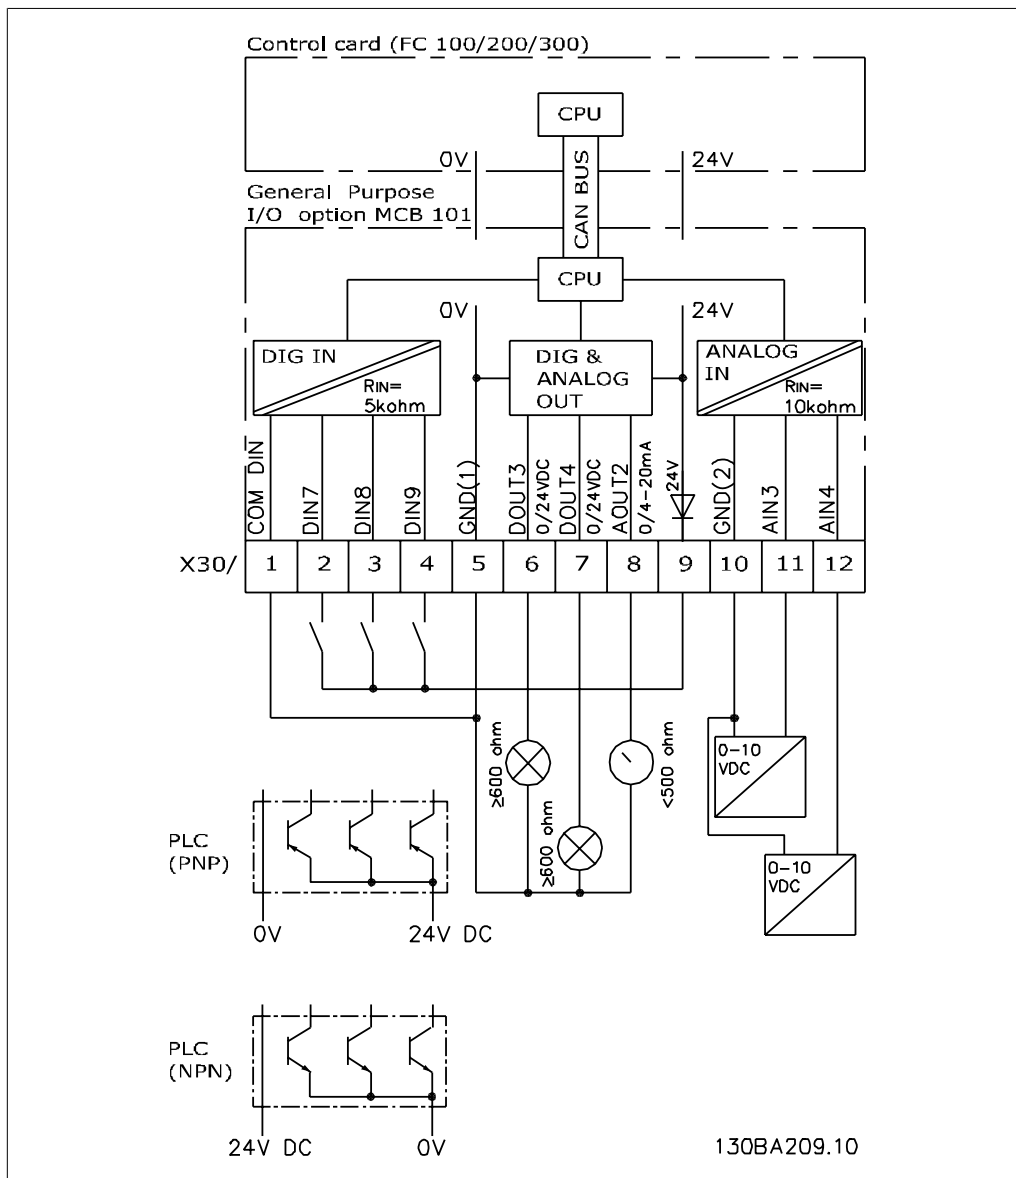 Control card (FC 100/200/300)
CPU
0V
24V
CAN BUS
General Purpose
I/O option MCB 101
CPU
0V
24V
DIG IN
RIN=
5kohm
DIG &
ANALOG
OUT
ANALOG
IN
RIN=
10kohm
COM DIN
DIN7
DIN8
DIN9
GND(1)
DOUT3
0/24VDC
DOUT4
0/24VDC
AOUT2
0/4-20mA
24V
GND(2)
AIN3
AIN4
X30/
1
2
3
4
5
6
7
8
9
10
11
12
≥600 ohm
≥600 ohm
<500 ohm
0-10
VDC
0-10
VDC
PLC
(PNP)
0V
24V DC
PLC
(NPN)
24V DC
0V
130BA209.10